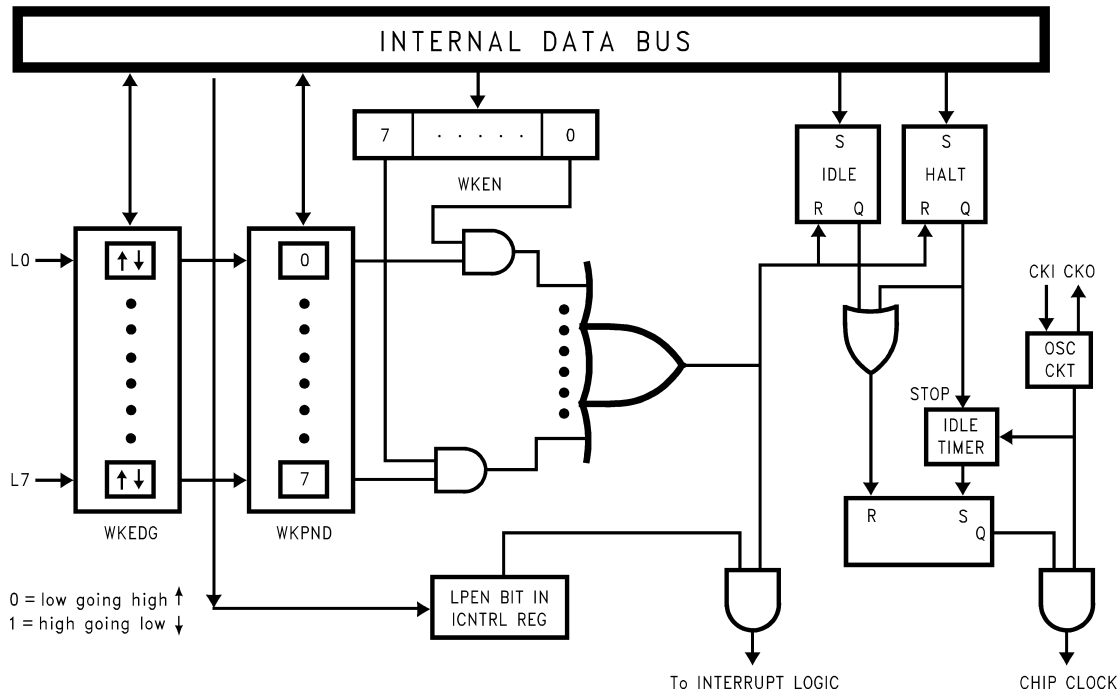 INTERNAL DATA BUS
7 . . . . . 0
WKEN
S
IDLE
R Q
S
HALT
R Q
L0
0
CKI CKO
OSC
CKT
STOP
IDLE
TIMER
L7
7
WKEDG
WKPND
R S
Q
0 = low going high ↑
1 = high going low ↓
LPEN BIT IN
ICNTRL REG
To INTERRUPT LOGIC
CHIP CLOCK